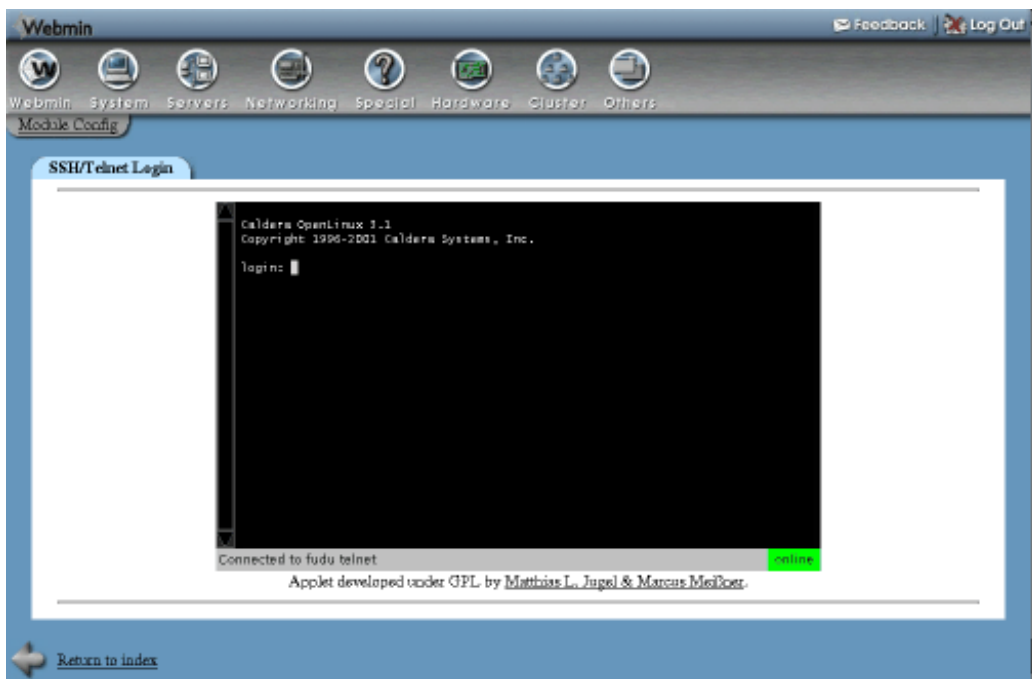 Webmin
Feedback
Log Out
Webmin System Servers Networking Special Hardware Cluster Others
Module Config
SSH/Telnet Login
Caldera OpenLinux 3.1
Copyright 1996-2001 Caldera Systems, Inc.
login:
Connected to fudu telnet
online
Applet developed under GPL by Matthias L. Jugel & Marcus Meißner.
Return to index